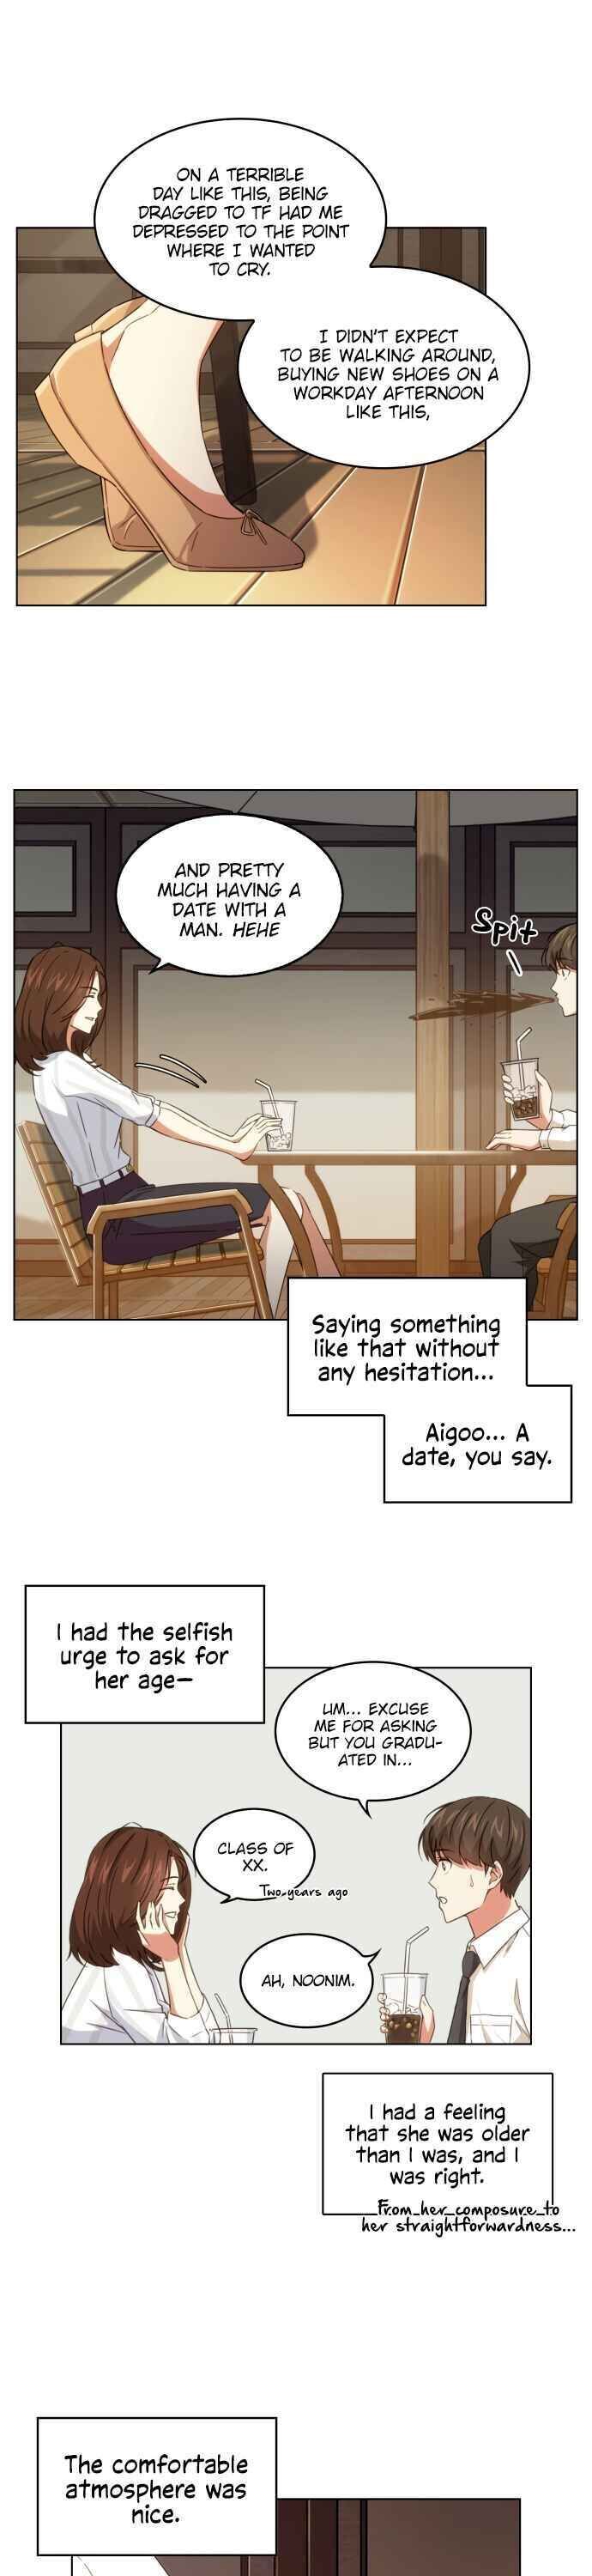 ON A TERRIBLE
DAY LIKE THIS, BEING
DRAGGED TO TF HAD ME
DEPRESSED TO THE POINT
WHERE I WANTED
TO CRY.
I DIDN'T EXPECT
TO BE WALKING AROUND,
BUYING NEW SHOES ON A
WORKDAY AFTERNOON
LIKE THIS,
AND PRETTY
MUCH HAVING A
DATE WITH A
MAN. HEHE
Spit
Saying something
like that without
any hesitation...
Aigoo... A
date, you say.
I had the selfish
urge to ask for
her age—
UM... EXCUSE
ME FOR ASKING
BUT YOU GRADU-
ATED IN...
CLASS OF
XX.
Two years ago
AH, NOONIM.
I had a feeling
that she was older
than I was, and I
was right.
From her composure to
her straightforwardness...
The comfortable
atmosphere was
nice.